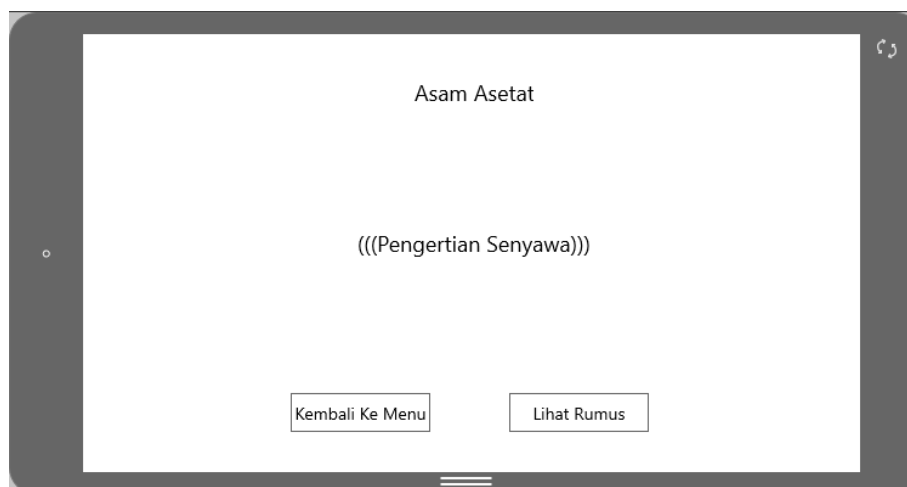 Asam Asetat
(((Pengertian Senyawa)))
Kembali Ke Menu
Lihat Rumus